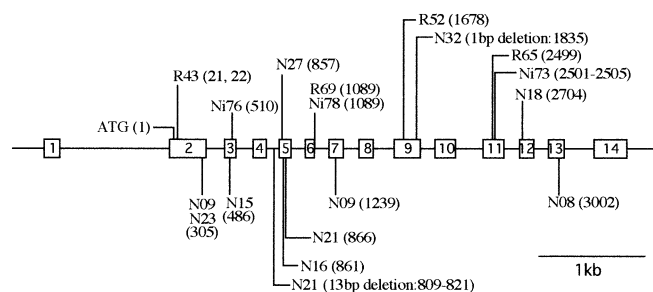 R52 (1678)
N32 (1bp deletion:1835)
N27 (857)
R65 (2499)
R43 (21, 22)
R69 (1089)
Ni73 (2501-2505)
Ni76 (510)
Ni78 (1089)
N18 (2704)
ATG (1)
1 2 3 4 5 6 7 8 9 10 11 12 13 14
N09
N23
(305)
N15
(486)
N09 (1239)
N08 (3002)
N21 (866)
N16 (861)
1kb
N21 (13bp deletion:809-821)